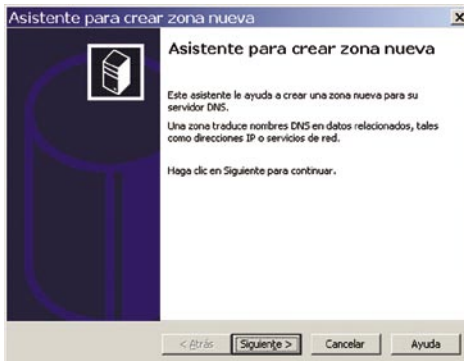 Asistente para crear zona nueva
Asistente para crear zona nueva
Este asistente le ayuda a crear una zona nueva para su
servidor DNS.
Una zona traduce nombres DNS en datos relacionados, tales
como direcciones IP o servicios de red.
Haga clic en Siguiente para continuar.
< Atrás
Siguiente >
Cancelar
Ayuda